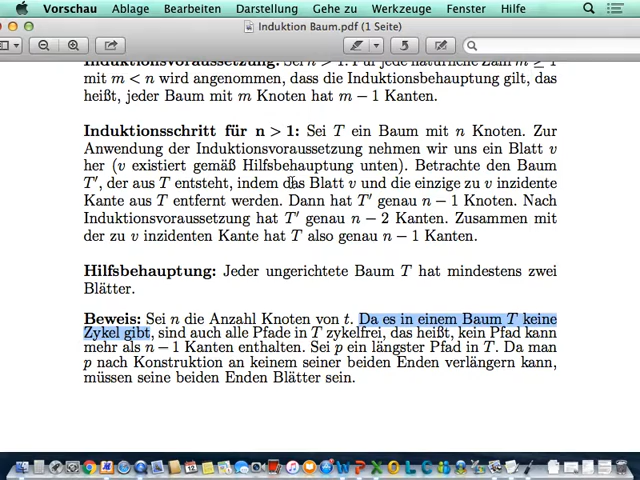 Vorschau Ablage Bearbeiten Darstellung Gehe zu Werkzeuge Fenster Hilfe
Induktion Baum.pdf (1 Seite)
Induktionsvoraussetzung: Sei n > 1. Für jede natürliche Zahl m ≥ 1
mit m < n wird angenommen, dass die Induktionsbehauptung gilt, das
heißt, jeder Baum mit m Knoten hat m − 1 Kanten.
Induktionsschritt für n > 1: Sei T ein Baum mit n Knoten. Zur
Anwendung der Induktionsvoraussetzung nehmen wir uns ein Blatt v
her (v existiert gemäß Hilfsbehauptung unten). Betrachte den Baum
T′, der aus T entsteht, indem das Blatt v und die einzige zu v inzidente
Kante aus T entfernt werden. Dann hat T′ genau n − 1 Knoten. Nach
Induktionsvoraussetzung hat T′ genau n − 2 Kanten. Zusammen mit
der zu v inzidenten Kante hat T also genau n − 1 Kanten.
Hilfsbehauptung: Jeder ungerichtete Baum T hat mindestens zwei
Blätter.
Beweis: Sei n die Anzahl Knoten von t. Da es in einem Baum T keine
Zykel gibt, sind auch alle Pfade in T zykelfrei, das heißt, kein Pfad kann
mehr als n − 1 Kanten enthalten. Sei p ein längster Pfad in T. Da man
p nach Konstruktion an keinem seiner beiden Enden verlängern kann,
müssen seine beiden Enden Blätter sein.